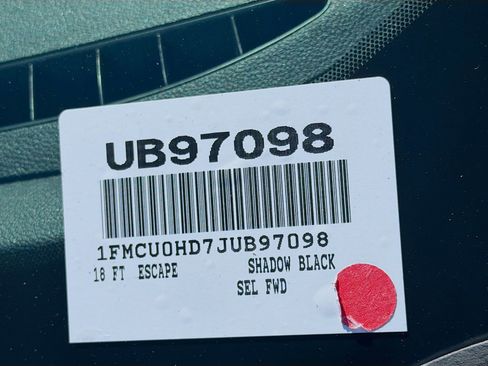 UB97098
1FMCU0HD7JUB97098
18 FT ESCAPE SHADOW BLACK
SEL FWD